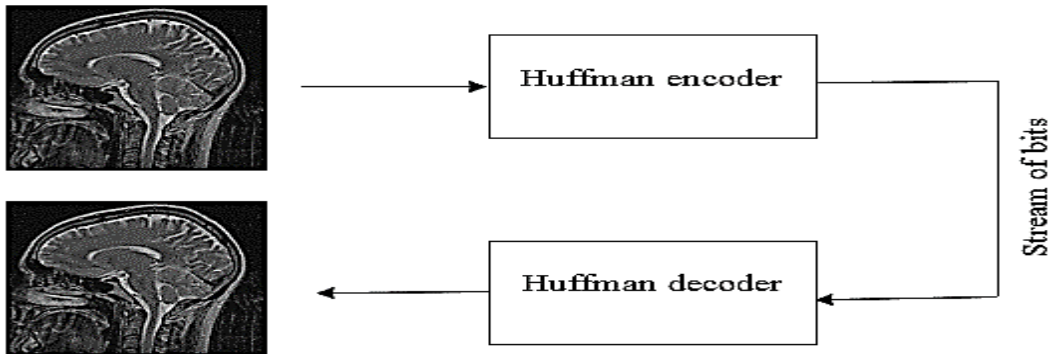 Huffman encoder
Stream of bits
Huffman decoder